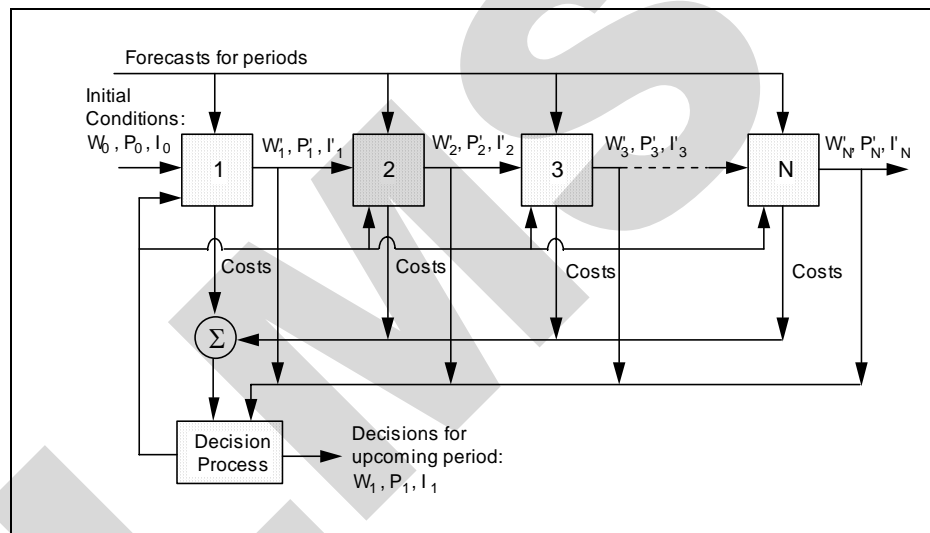 Forecasts for periods
Initial
Conditions:
W₀ , P₀ , I₀
1
W'₁ , P'₁ , I'₁
2
W'₂, P'₂ , I'₂
3
W'₃, P'₃ , I'₃
N
W'N, P'N, I'N
Costs
Costs
Costs
Costs
Σ
Decision
Process
Decisions for
upcoming period:
W₁ , P₁ , I₁
LMS